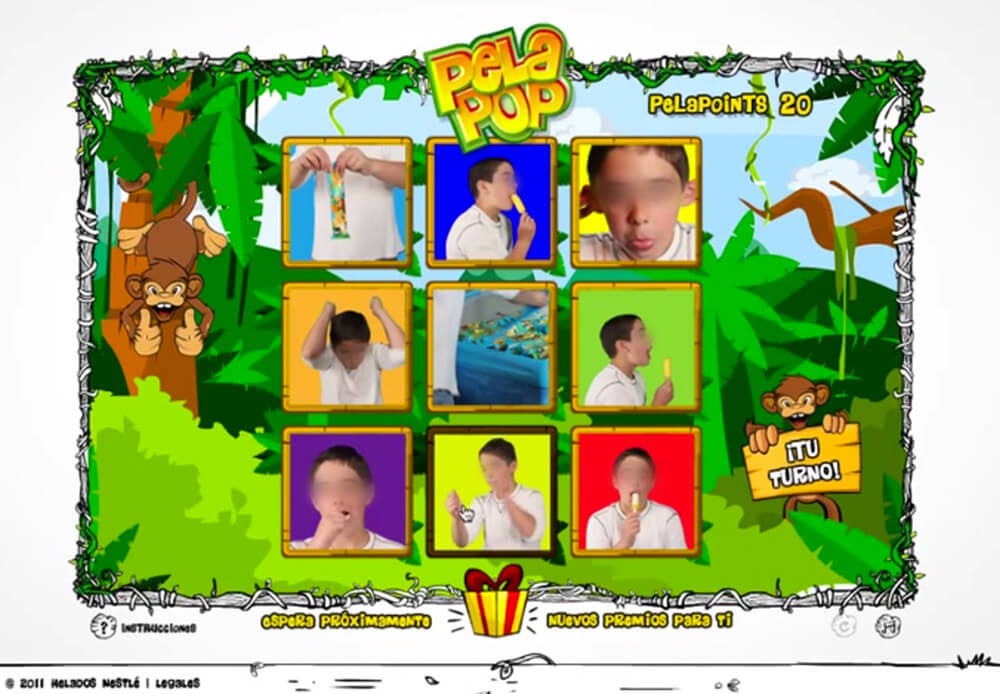 PELA
POP
PELAPOINTS 20
¡TU
TURNO!
ESPERA PRÓXIMAMENTE
NUEVOS PREMIOS PARA TI
? INSTRUCCIONES
© 2011 HELADOS NESTLÉ | LEGALES